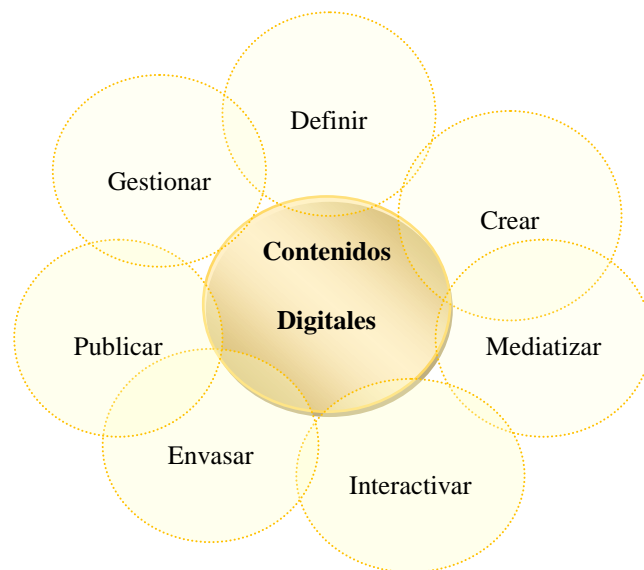 Definir
Gestionar
Crear
Contenidos
Digitales
Publicar
Mediatizar
Envasar
Interactivar